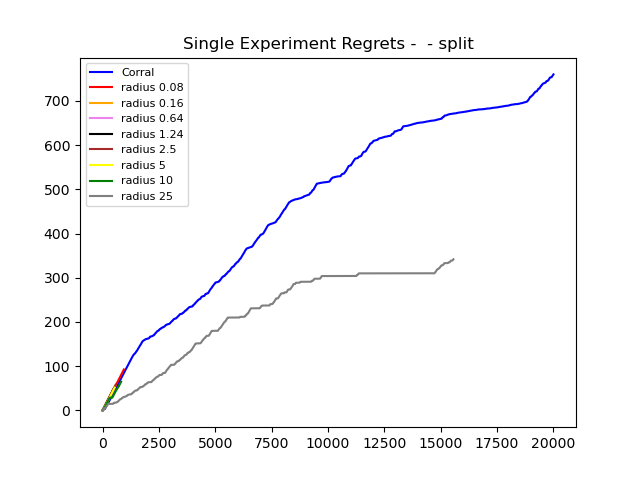 Single Experiment Regrets -  - split
Corral
radius 0.08
radius 0.16
radius 0.64
radius 1.24
radius 2.5
radius 5
radius 10
radius 25
700
600
500
400
300
200
100
0
0 2500 5000 7500 10000 12500 15000 17500 20000